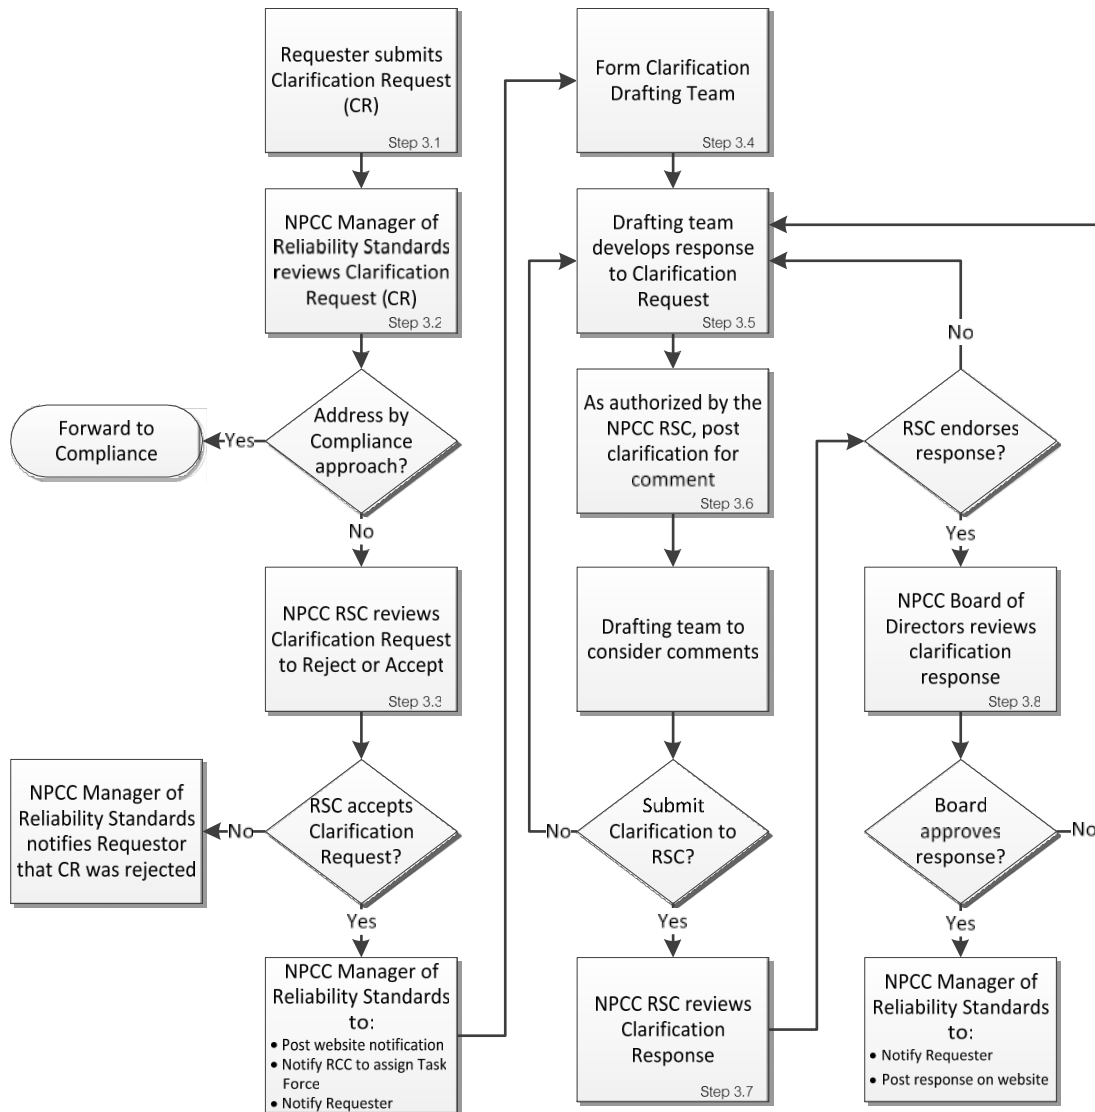 Requester submits
Clarification Request
(CR)
Step 3.1
NPCC Manager of
Reliability Standards
reviews Clarification
Request (CR)
Step 3.2
Address by
Compliance
approach?
Yes
Forward to
Compliance
No
NPCC RSC reviews
Clarification Request
to Reject or Accept
Step 3.3
RSC accepts
Clarification
Request?
No
NPCC Manager of
Reliability Standards
notifies Requestor
that CR was rejected
Yes
NPCC Manager of
Reliability Standards
to:
• Post website notification
• Notify RCC to assign Task
Force
• Notify Requester
Form Clarification
Drafting Team
Step 3.4
Drafting team
develops response
to Clarification
Request
Step 3.5
As authorized by the
NPCC RSC, post
clarification for
comment
Step 3.6
Drafting team to
consider comments
Submit
Clarification to
RSC?
No
Yes
NPCC RSC reviews
Clarification
Response
Step 3.7
No
RSC endorses
response?
Yes
NPCC Board of
Directors reviews
clarification
response
Step 3.8
Board
approves
response?
No
Yes
NPCC Manager of
Reliability Standards
to:
• Notify Requester
• Post response on website